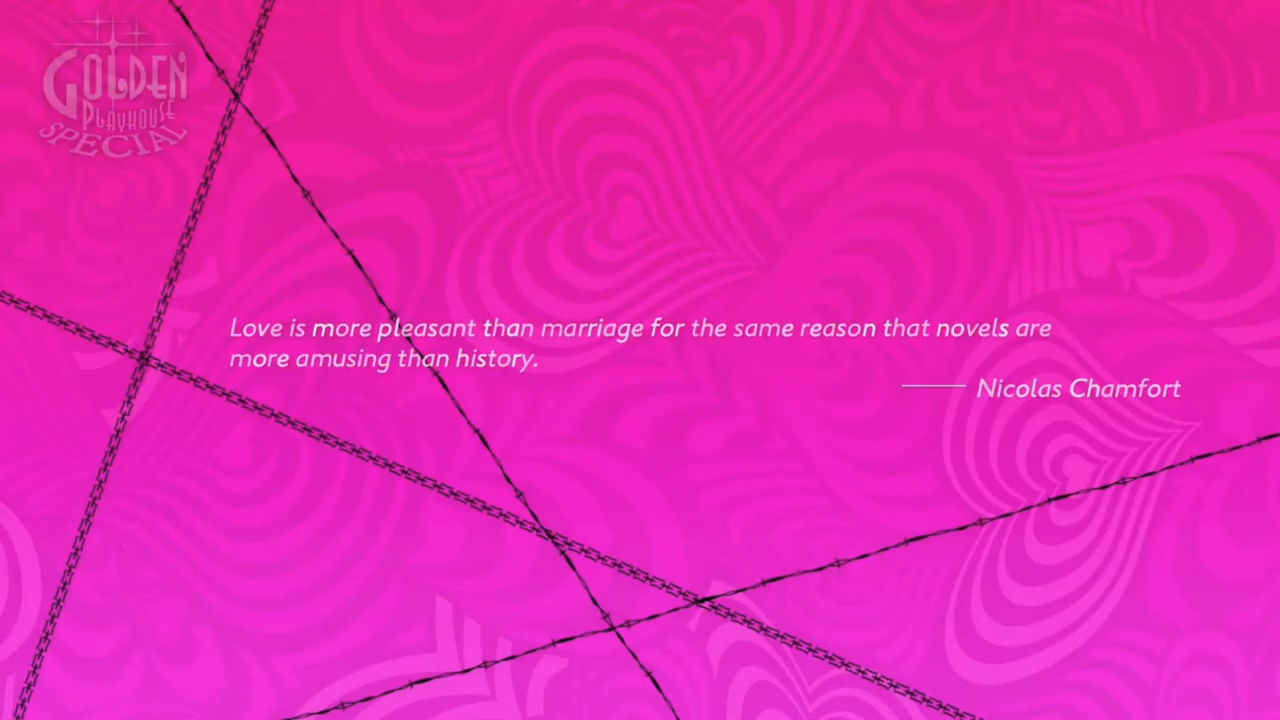 GOLDEN
PLAYHOUSE
SPECIAL
Love is more pleasant than marriage for the same reason that novels are
more amusing than history.
—— Nicolas Chamfort